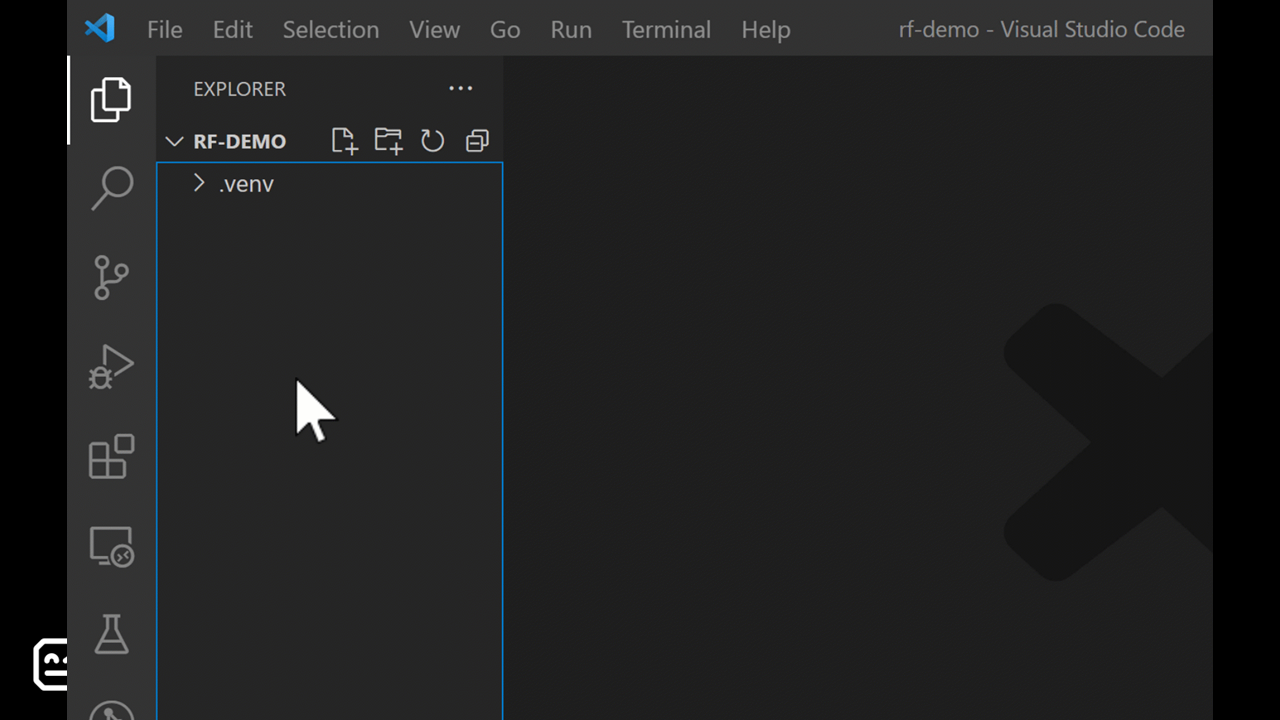 File Edit Selection View Go Run Terminal Help rf-demo - Visual Studio Code
EXPLORER
RF-DEMO
.venv